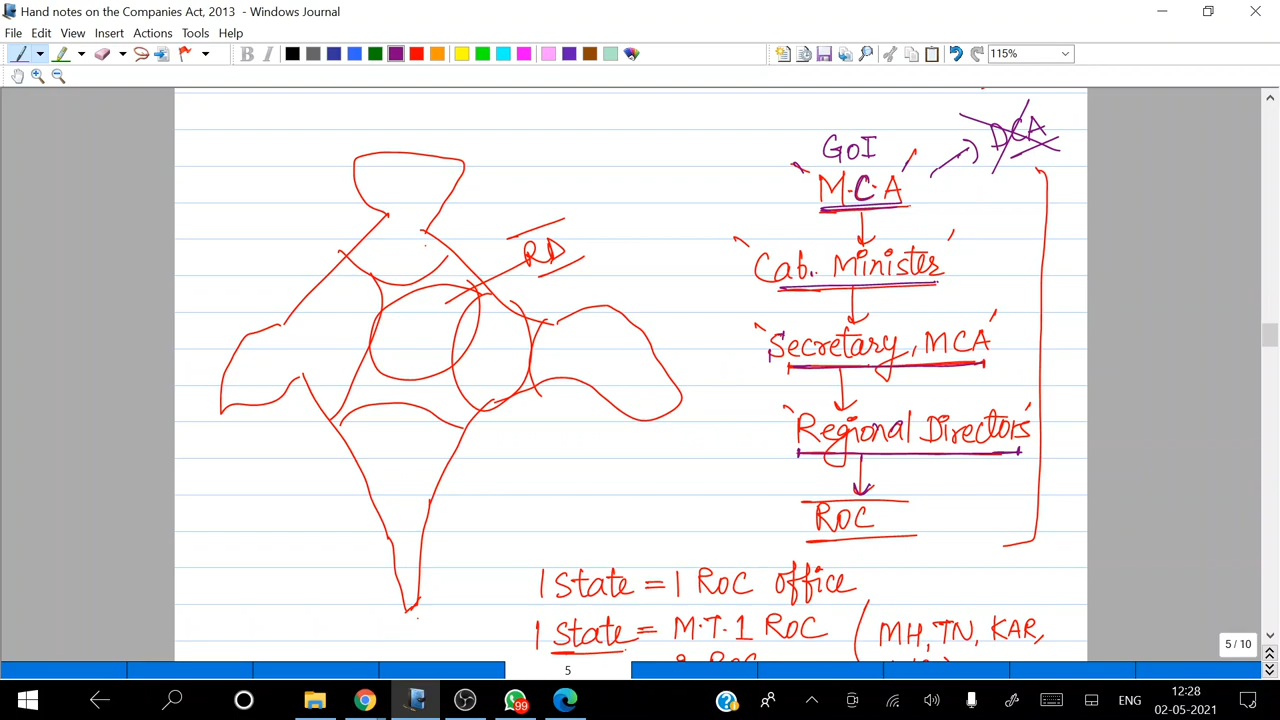 Hand notes on the Companies Act, 2013 - Windows Journal
File Edit View Insert Actions Tools Help
B I 115%
GoI
DCA
"M.C.A"
RD
"Cab. Minister"
"Secretary, MCA"
"Regional Directors"
ROC
1 State = 1 ROC office
1 State = M.T. 1 ROC (MH, TN, KAR,
5 / 10
5
99
ENG
12:28
02-05-2021